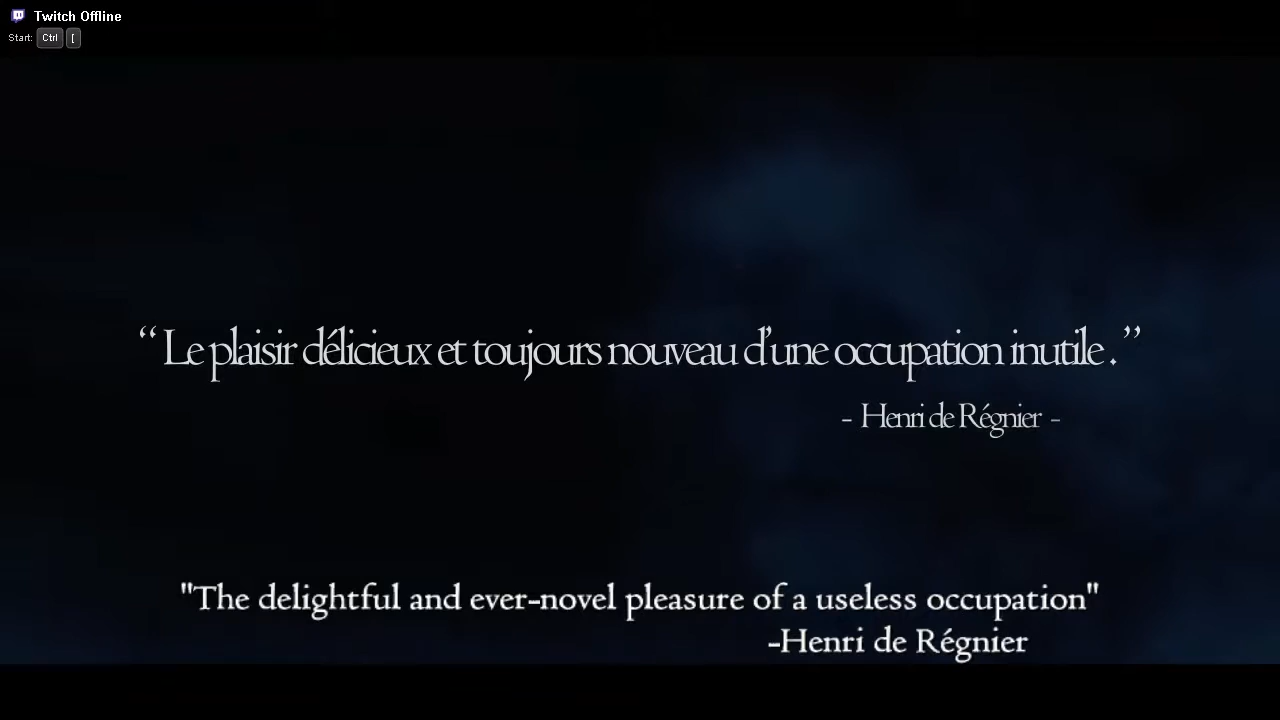 Twitch Offline
Start: Ctrl [
“ Le plaisir délicieux et toujours nouveau d’une occupation inutile . ”
- Henri de Régnier -
"The delightful and ever-novel pleasure of a useless occupation"
-Henri de Régnier